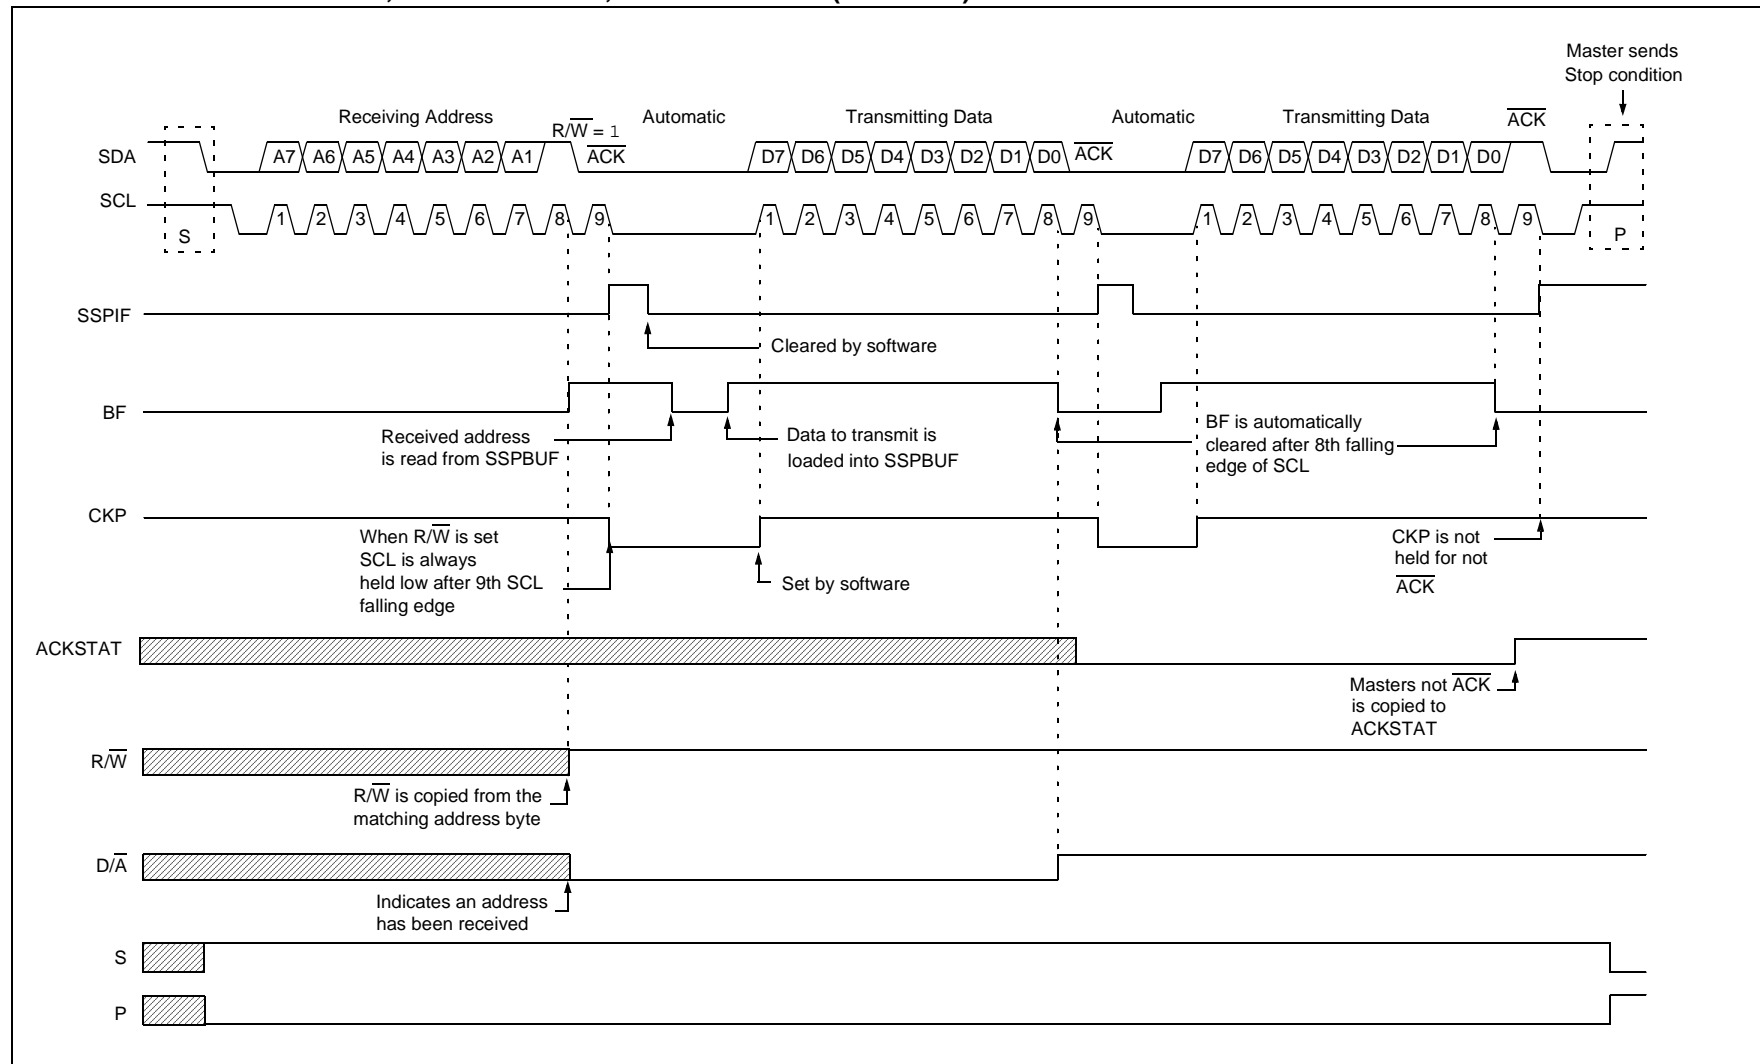 Master sends
Stop condition
Receiving Address
Automatic
Transmitting Data
Automatic
Transmitting Data
ACK
R/W = 1
SDA
A7 A6 A5 A4 A3 A2 A1
ACK
D7 D6 D5 D4 D3 D2 D1 D0
ACK
D7 D6 D5 D4 D3 D2 D1 D0
SCL
1 2 3 4 5 6 7 8 9
1 2 3 4 5 6 7 8 9
1 2 3 4 5 6 7 8 9
S
P
SSPIF
Cleared by software
BF
Received address
is read from SSPBUF
Data to transmit is
loaded into SSPBUF
BF is automatically
cleared after 8th falling
edge of SCL
CKP
When R/W is set
SCL is always
held low after 9th SCL
falling edge
Set by software
CKP is not
held for not
ACK
ACKSTAT
Masters not ACK
is copied to
ACKSTAT
R/W
R/W is copied from the
matching address byte
D/A
Indicates an address
has been received
S
P